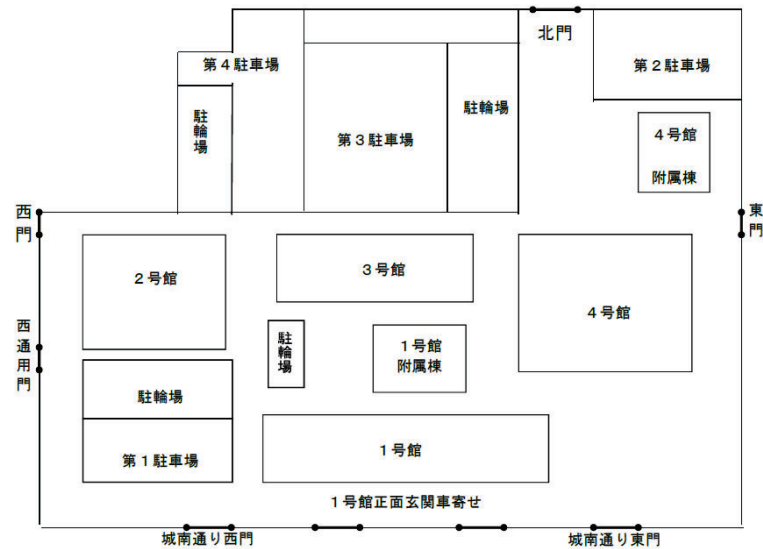 北門
第４駐車場
第２駐車場
駐輪場
駐輪場
第３駐車場
４号館
附属棟
西門
東門
２号館
３号館
４号館
西通用門
駐輪場
１号館
附属棟
駐輪場
第１駐車場
１号館
１号館正面玄関車寄せ
城南通り西門
城南通り東門